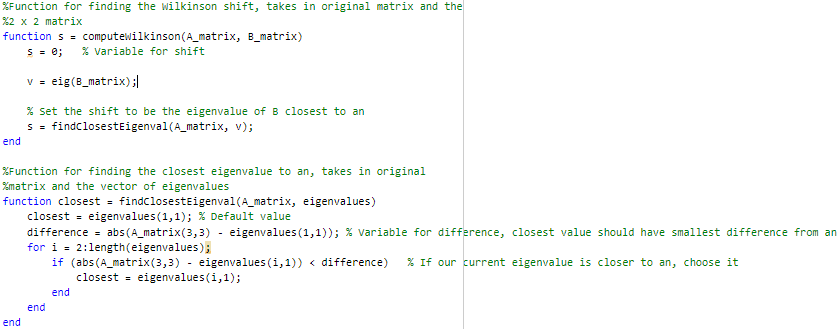 %Function for finding the Wilkinson shift, takes in original matrix and the
%2 x 2 matrix
function s = computeWilkinson(A_matrix, B_matrix)
    s = 0;   % Variable for shift
    v = eig(B_matrix);
    % Set the shift to be the eigenvalue of B closest to an
    s = findClosestEigenval(A_matrix, v);
end
%Function for finding the closest eigenvalue to an, takes in original
%matrix and the vector of eigenvalues
function closest = findClosestEigenval(A_matrix, eigenvalues)
    closest = eigenvalues(1,1); % Default value
    difference = abs(A_matrix(3,3) - eigenvalues(1,1)); % Variable for difference, closest value should have smallest difference from an
    for i = 2:length(eigenvalues);
        if (abs(A_matrix(3,3) - eigenvalues(i,1)) < difference)   % If our current eigenvalue is closer to an, choose it
            closest = eigenvalues(i,1);
        end
    end
end